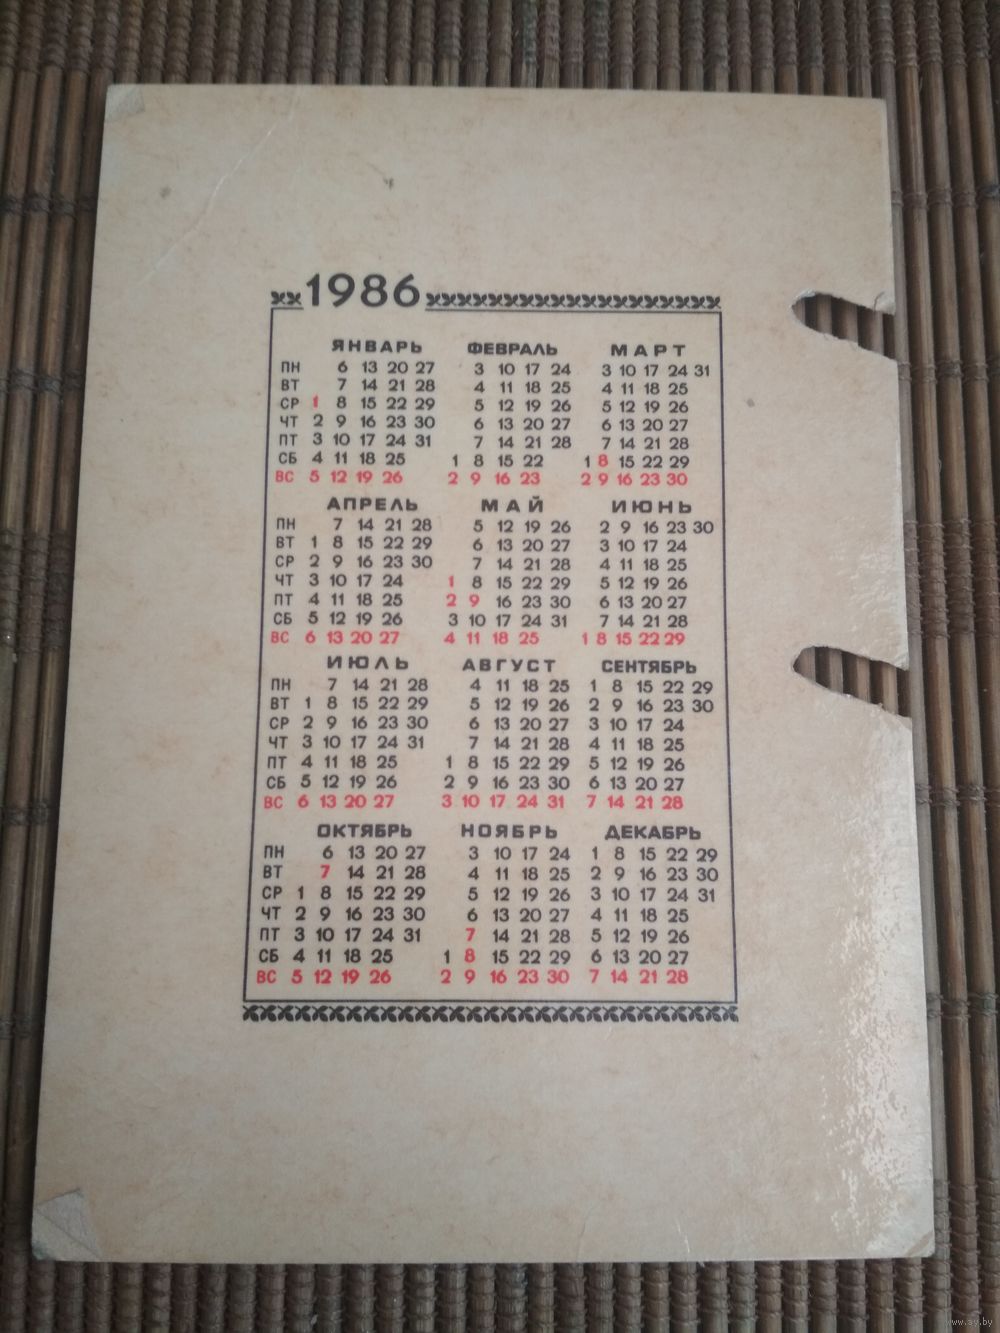 1986
ЯНВАРЬ ФЕВРАЛЬ МАРТ
ПН 6 13 20 27 3 10 17 24 3 10 17 24 31
ВТ 7 14 21 28 4 11 18 25 4 11 18 25
СР 1 8 15 22 29 5 12 19 26 5 12 19 26
ЧТ 2 9 16 23 30 6 13 20 27 6 13 20 27
ПТ 3 10 17 24 31 7 14 21 28 7 14 21 28
СБ 4 11 18 25 1 8 15 22 1 8 15 22 29
ВС 5 12 19 26 2 9 16 23 2 9 16 23 30
АПРЕЛЬ МАЙ ИЮНЬ
ПН 7 14 21 28 5 12 19 26 2 9 16 23 30
ВТ 1 8 15 22 29 6 13 20 27 3 10 17 24
СР 2 9 16 23 30 7 14 21 28 4 11 18 25
ЧТ 3 10 17 24 1 8 15 22 29 5 12 19 26
ПТ 4 11 18 25 2 9 16 23 30 6 13 20 27
СБ 5 12 19 26 3 10 17 24 31 7 14 21 28
ВС 6 13 20 27 4 11 18 25 1 8 15 22 29
ИЮЛЬ АВГУСТ СЕНТЯБРЬ
ПН 7 14 21 28 4 11 18 25 1 8 15 22 29
ВТ 1 8 15 22 29 5 12 19 26 2 9 16 23 30
СР 2 9 16 23 30 6 13 20 27 3 10 17 24
ЧТ 3 10 17 24 31 7 14 21 28 4 11 18 25
ПТ 4 11 18 25 1 8 15 22 29 5 12 19 26
СБ 5 12 19 26 2 9 16 23 30 6 13 20 27
ВС 6 13 20 27 3 10 17 24 31 7 14 21 28
ОКТЯБРЬ НОЯБРЬ ДЕКАБРЬ
ПН 6 13 20 27 3 10 17 24 1 8 15 22 29
ВТ 7 14 21 28 4 11 18 25 2 9 16 23 30
СР 1 8 15 22 29 5 12 19 26 3 10 17 24 31
ЧТ 2 9 16 23 30 6 13 20 27 4 11 18 25
ПТ 3 10 17 24 31 7 14 21 28 5 12 19 26
СБ 4 11 18 25 1 8 15 22 29 6 13 20 27
ВС 5 12 19 26 2 9 16 23 30 7 14 21 28
www.ay.by